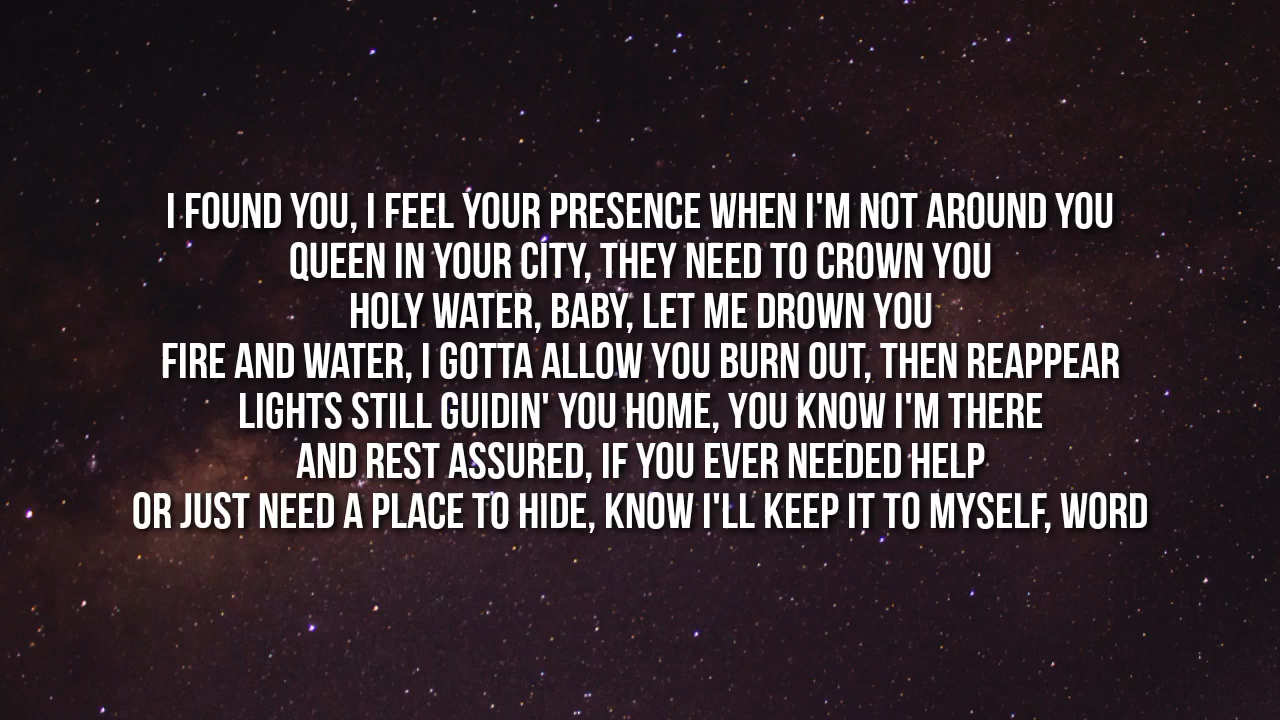 I FOUND YOU, I FEEL YOUR PRESENCE WHEN I'M NOT AROUND YOU
QUEEN IN YOUR CITY, THEY NEED TO CROWN YOU
HOLY WATER, BABY, LET ME DROWN YOU
FIRE AND WATER, I GOTTA ALLOW YOU BURN OUT, THEN REAPPEAR
LIGHTS STILL GUIDIN' YOU HOME, YOU KNOW I'M THERE
AND REST ASSURED, IF YOU EVER NEEDED HELP
OR JUST NEED A PLACE TO HIDE, KNOW I'LL KEEP IT TO MYSELF, WORD